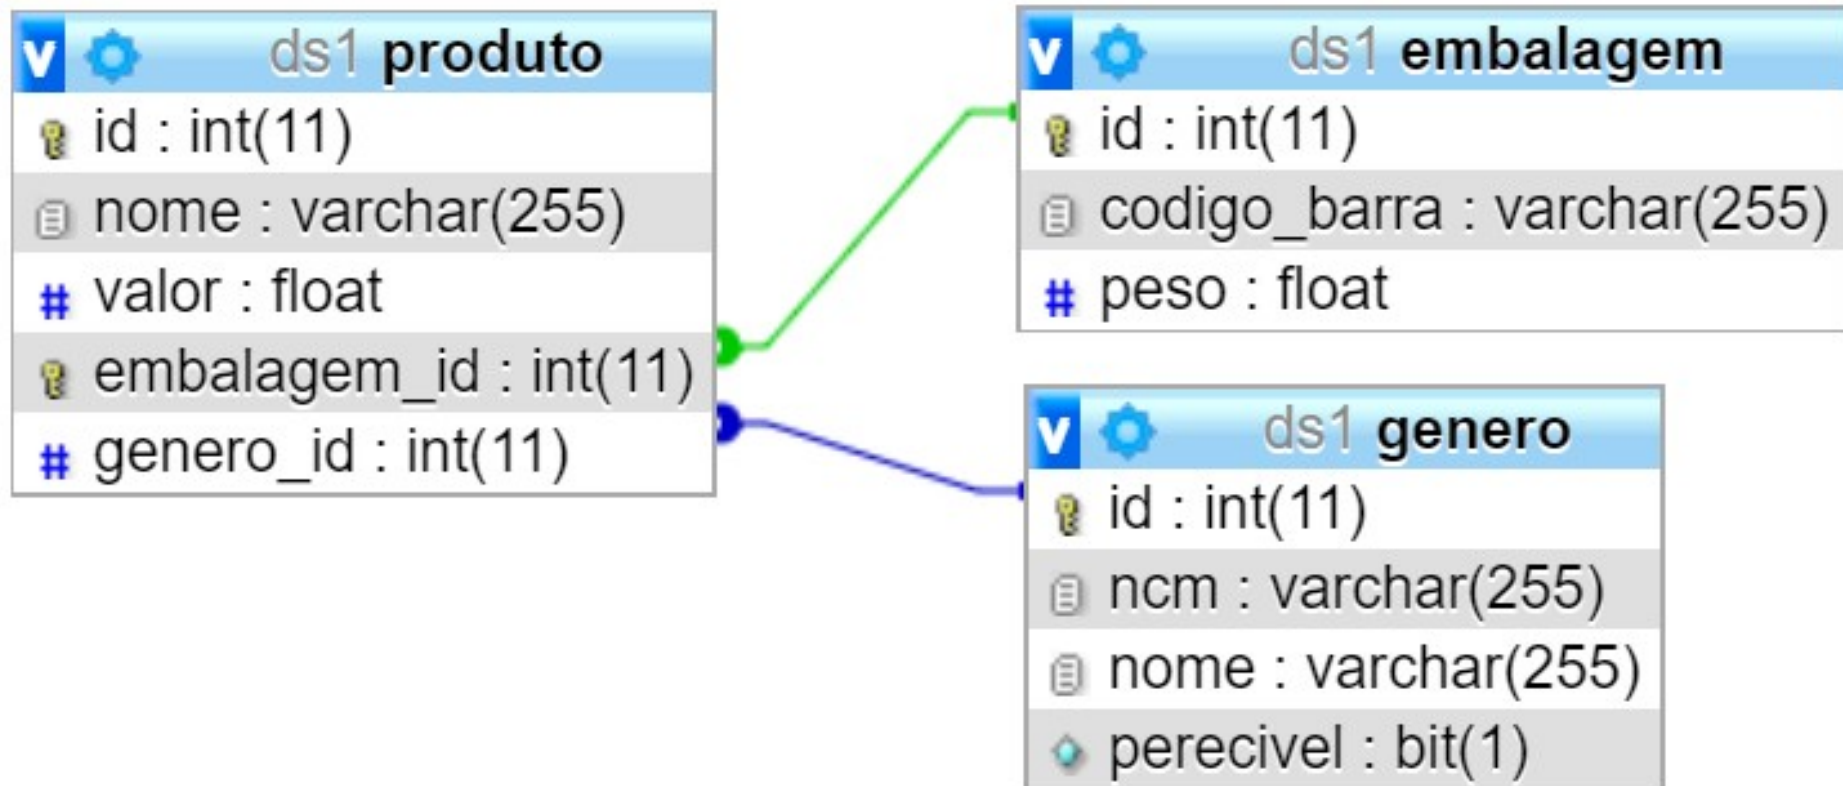 v ds1 produto
id : int(11)
nome : varchar(255)
# valor : float
embalagem_id : int(11)
# genero_id : int(11)
v ds1 embalagem
id : int(11)
codigo_barra : varchar(255)
# peso : float
v ds1 genero
id : int(11)
ncm : varchar(255)
nome : varchar(255)
perecivel : bit(1)